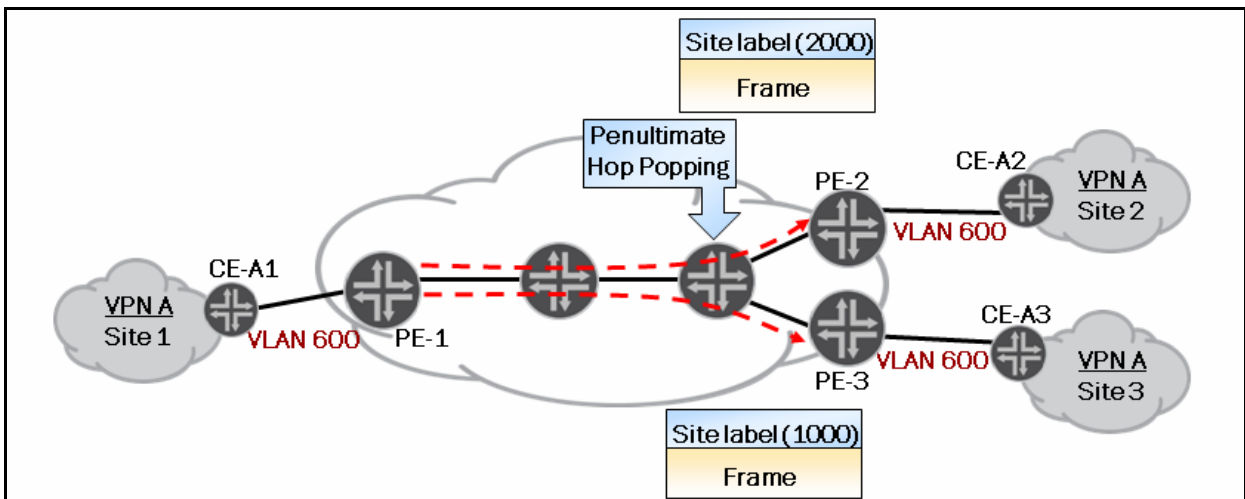 Site label (2000)
Frame
Penultimate
Hop Popping
PE-2
CE-A2
VPN A
Site 2
VLAN 600
CE-A1
VPN A
Site 1
VLAN 600
PE-1
CE-A3
VLAN 600
VPN A
Site 3
PE-3
Site label (1000)
Frame